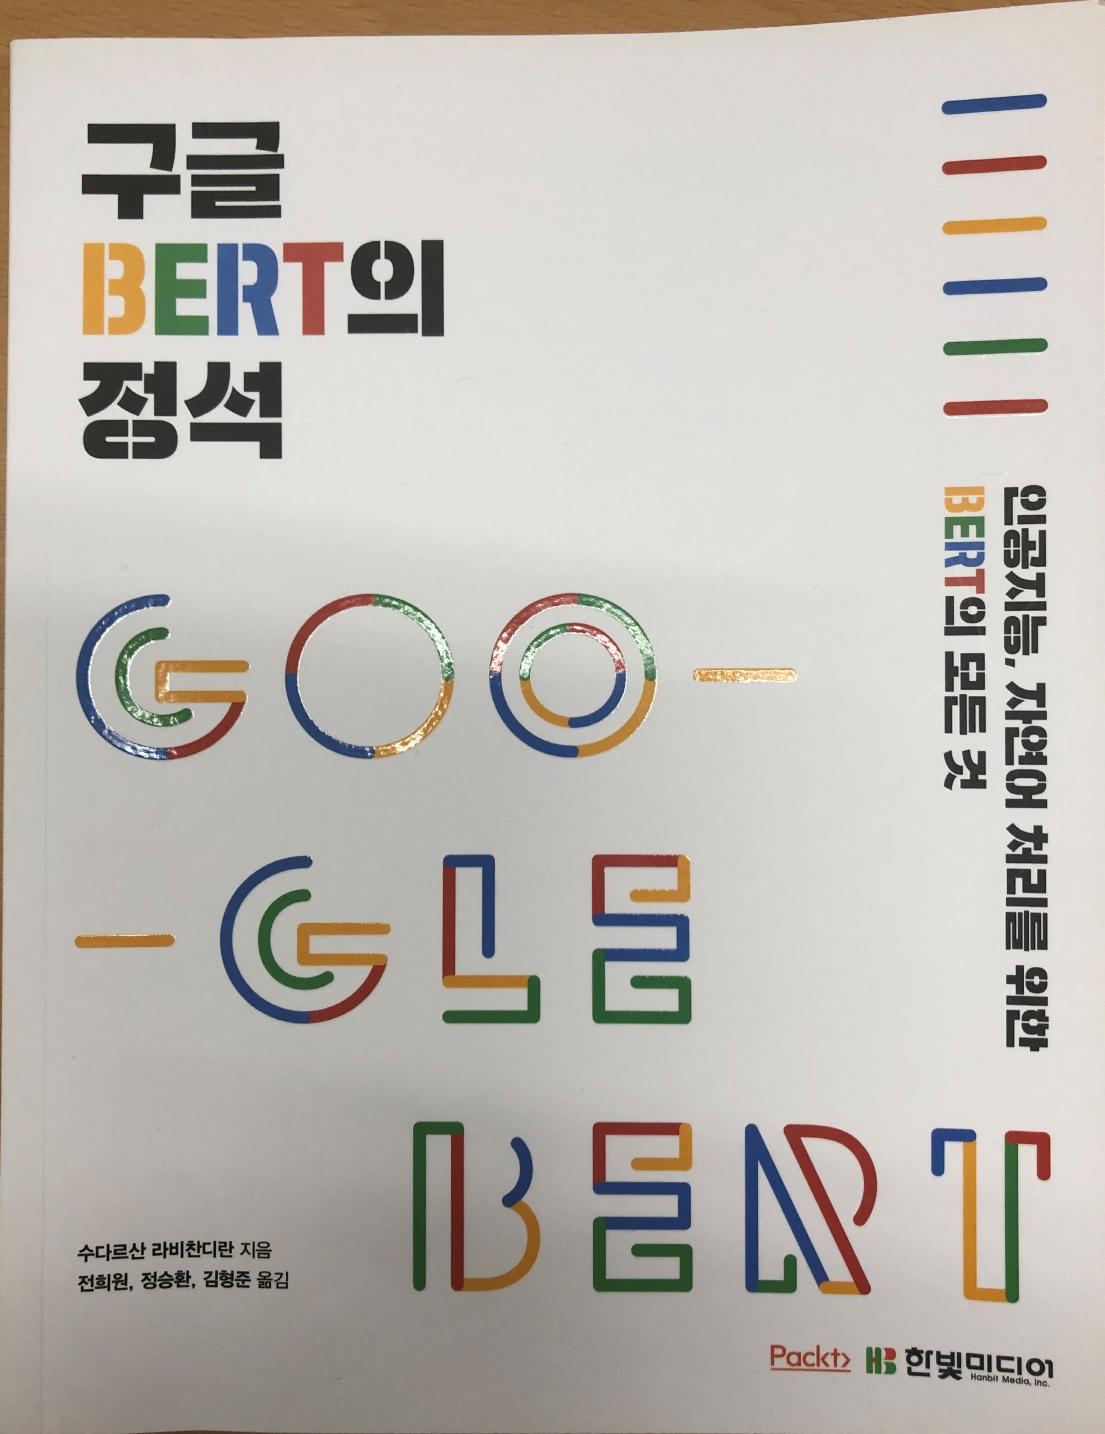 구글
BERT의
정석
인공지능, 자연어 처리를 위한
BERT의 모든 것
GOO-
-GLE
BERT
수다르산 라비찬디란 지음
전희원, 정승환, 김형준 옮김
Packt> HB 한빛미디어
Hanbit Media, Inc.